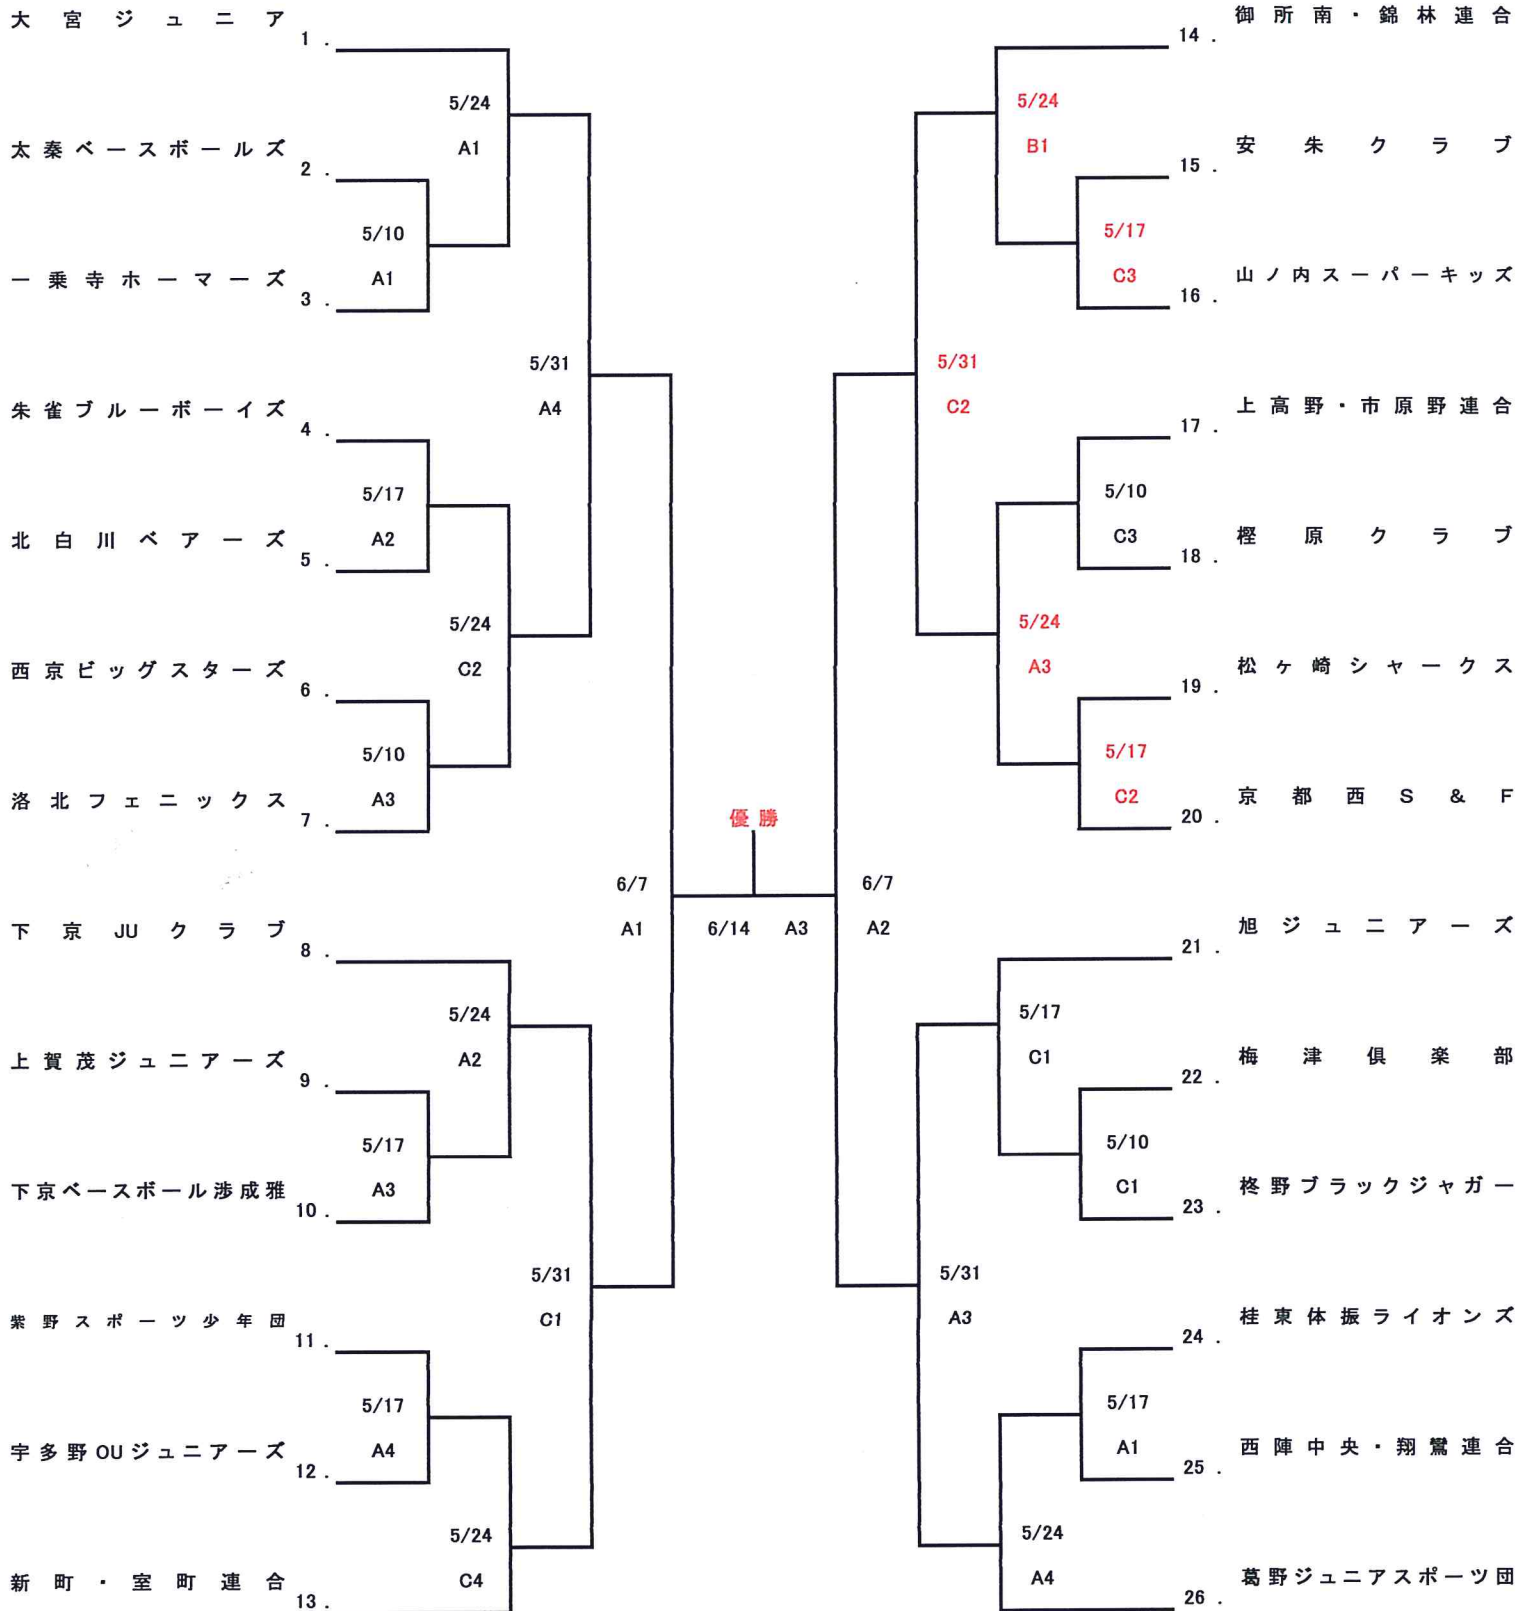 大宮ジュニア
1.
5/24
A1
太秦ベースボールズ
2.
5/10
A1
一乗寺ホーマーズ
3.
5/31
A4
朱雀ブルーボーイズ
4.
5/17
A2
北白川ベアーズ
5.
5/24
C2
西京ビッグスターズ
6.
5/10
A3
洛北フェニックス
7.
6/7
A1
下京JUクラブ
8.
5/24
A2
上賀茂ジュニアーズ
9.
5/17
A3
下京ベースボール渉成雅
10.
5/31
C1
紫野スポーツ少年団
11.
5/17
A4
宇多野OUジュニアーズ
12.
5/24
C4
新町・室町連合
13.
優勝
6/14 A3
御所南・錦林連合
14.
5/24
B1
安朱クラブ
15.
5/17
C3
山ノ内スーパーキッズ
16.
5/31
C2
上高野・市原野連合
17.
5/10
C3
樫原クラブ
18.
5/24
A3
松ヶ崎シャークス
19.
5/17
C2
京都西S&F
20.
6/7
A2
旭ジュニアーズ
21.
5/17
C1
梅津倶楽部
22.
5/10
C1
柊野ブラックジャガー
23.
5/31
A3
桂東体振ライオンズ
24.
5/17
A1
西陣中央・翔鸞連合
25.
5/24
A4
葛野ジュニアスポーツ団
26.